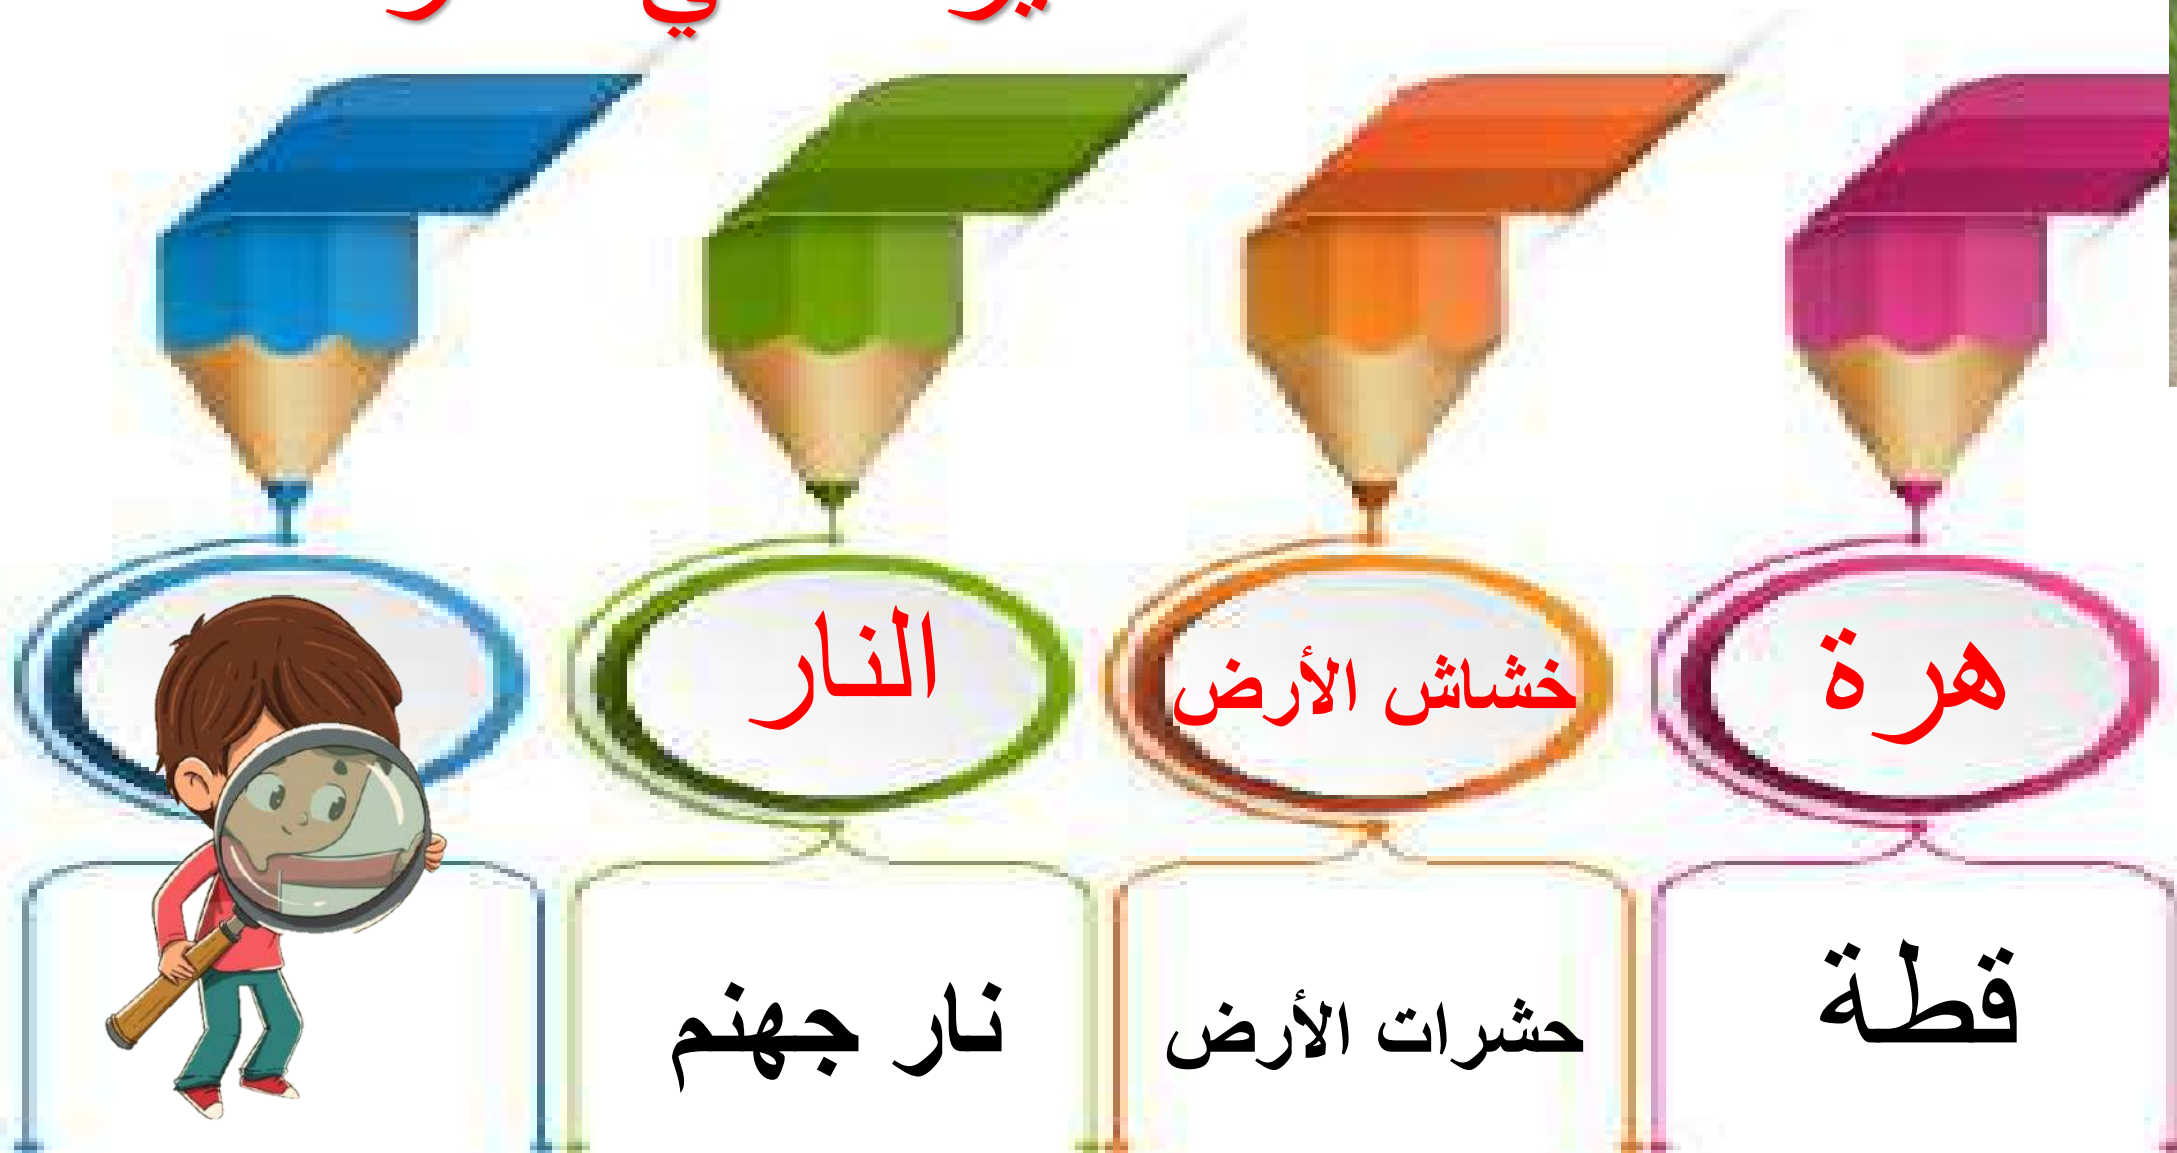 هرة
خشاش الأرض
النار
قطة
حشرات الأرض
نار جهنم